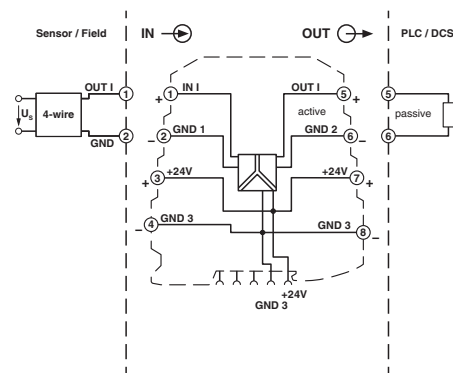 Sensor / Field
IN
OUT
PLC / DCS
OUT I
1
+
1
IN I
OUT I
5
+
5
US
4-wire
active
passive
GND
2
−
2
GND 1
GND 2
6
−
6
+
3
+24V
+24V
7
+
−
4
GND 3
GND 3
8
−
+24V
GND 3